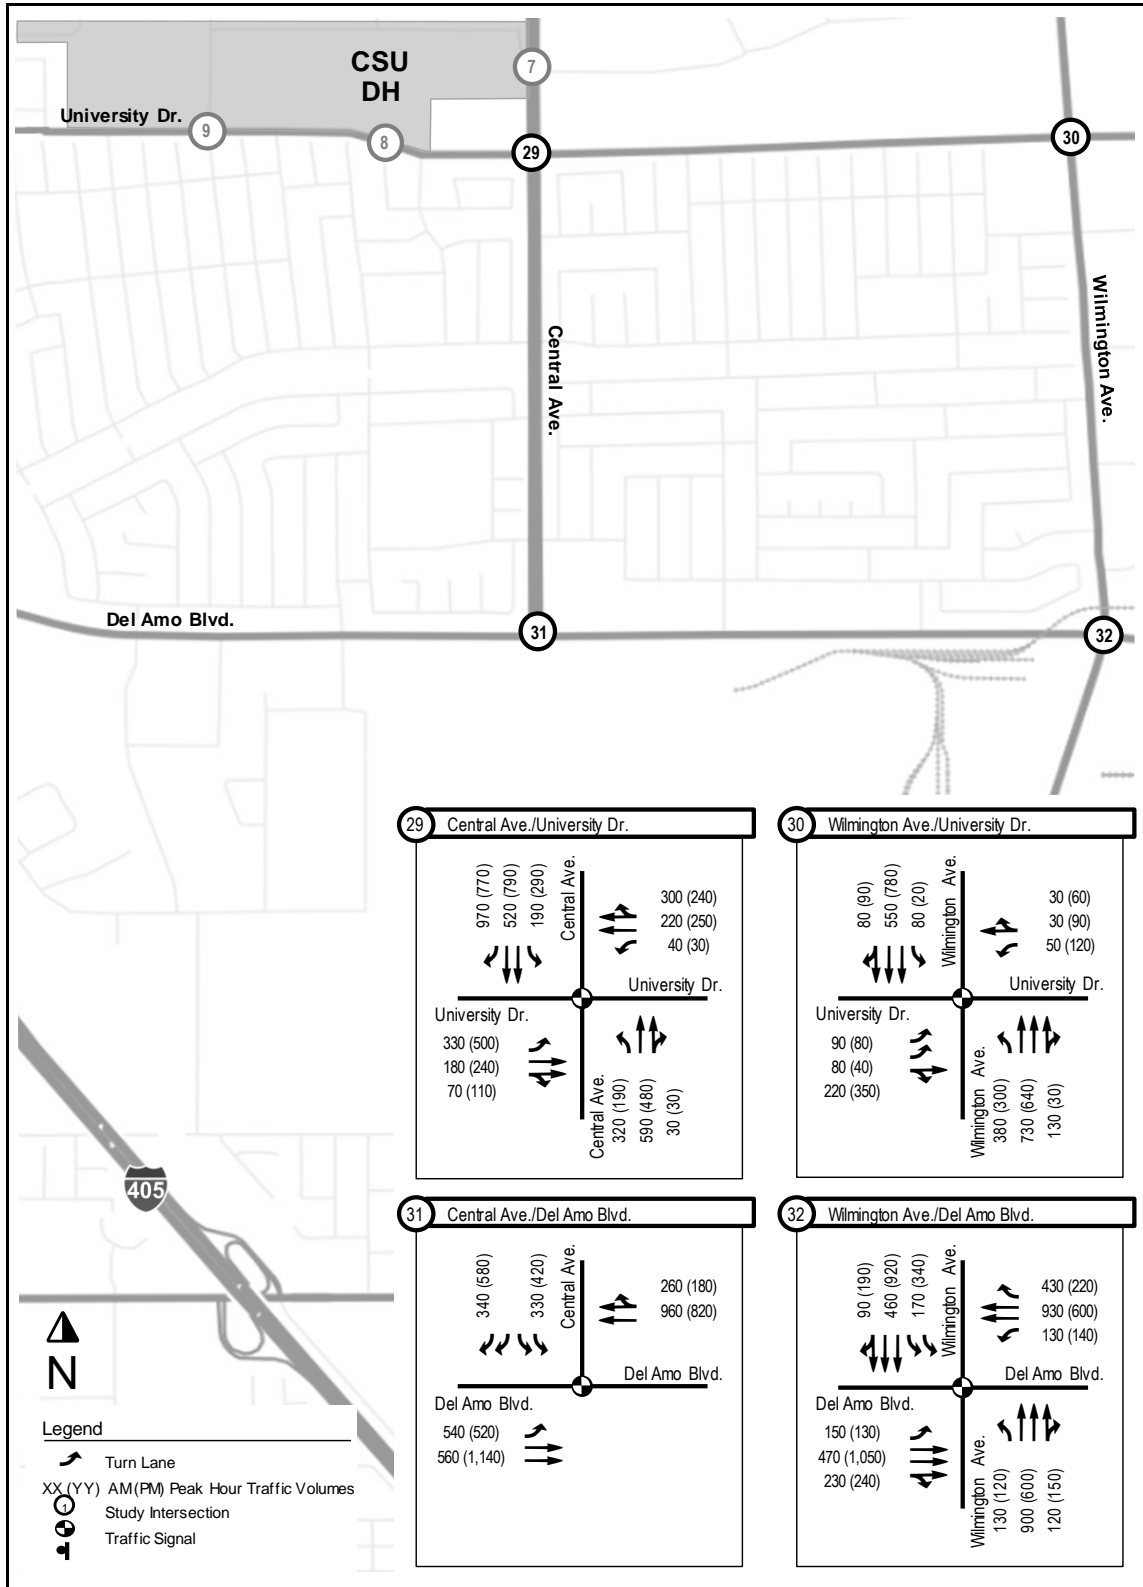 CSU
DH
7
University Dr.
9
8
29
30
Central Ave.
Wilmington Ave.
Del Amo Blvd.
31
32
405
N
Legend
Turn Lane
XX (YY) AM(PM) Peak Hour Traffic Volumes
1
Study Intersection
Traffic Signal
29 Central Ave./University Dr.
970 (770)
520 (790)
190 (290)
Central Ave.
300 (240)
220 (250)
40 (30)
University Dr.
University Dr.
330 (500)
180 (240)
70 (110)
Central Ave.
320 (190)
590 (480)
30 (30)
30 Wilmington Ave./University Dr.
80 (90)
550 (780)
80 (20)
Wilmington Ave.
30 (60)
30 (90)
50 (120)
University Dr.
University Dr.
90 (80)
80 (40)
220 (350)
Wilmington Ave.
380 (300)
730 (640)
130 (30)
31 Central Ave./Del Amo Blvd.
340 (580)
330 (420)
Central Ave.
260 (180)
960 (820)
Del Amo Blvd.
Del Amo Blvd.
540 (520)
560 (1,140)
32 Wilmington Ave./Del Amo Blvd.
90 (190)
460 (920)
170 (340)
Wilmington Ave.
430 (220)
930 (600)
130 (140)
Del Amo Blvd.
Del Amo Blvd.
150 (130)
470 (1,050)
230 (240)
Wilmington Ave.
130 (120)
900 (600)
120 (150)